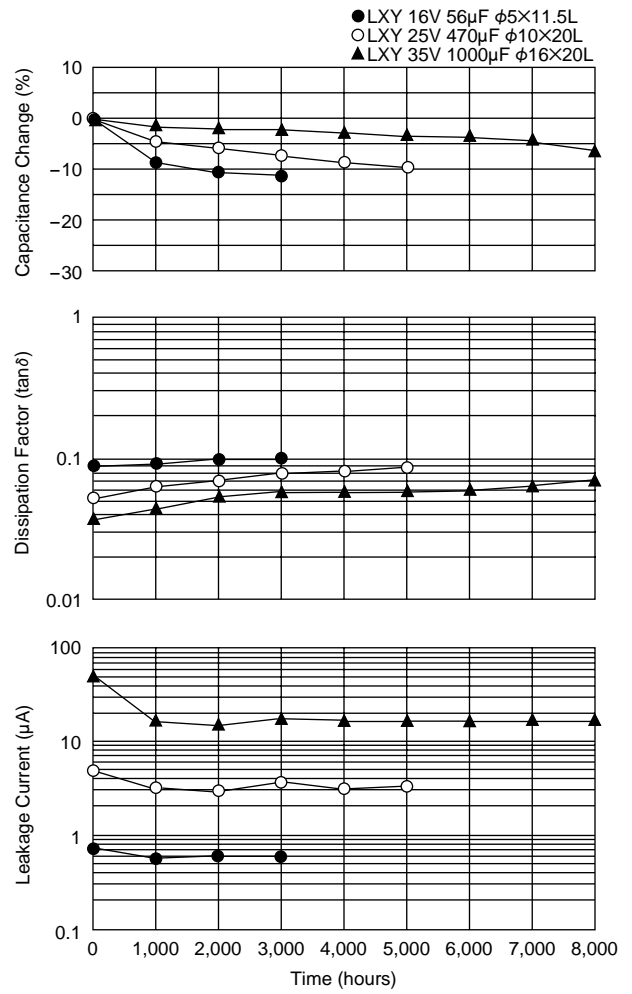 ●LXY 16V 56μF ϕ5×11.5L
○LXY 25V 470μF ϕ10×20L
▲LXY 35V 1000μF ϕ16×20L
Capacitance Change (%)
10
0
−10
−20
−30
Dissipation Factor (tanδ)
1
0.1
0.01
Leakage Current (μA)
100
10
1
0.1
0 1,000 2,000 3,000 4,000 5,000 6,000 7,000 8,000
Time (hours)